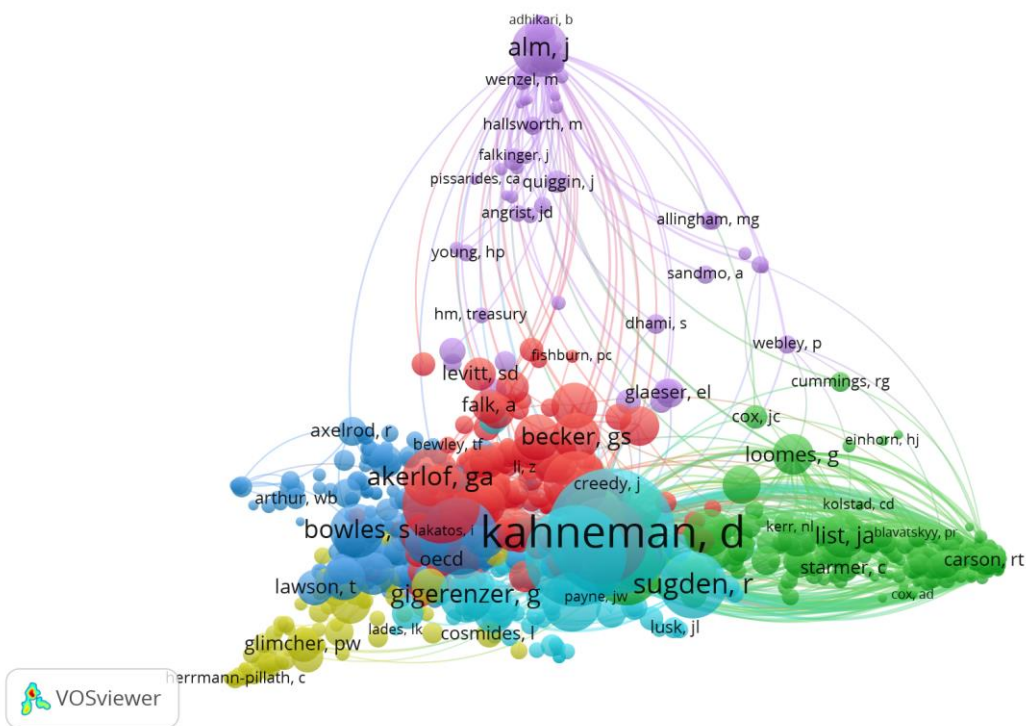 adhikari, b
alm, j
wenzel, m
hallsworth, m
falkinger, j
pissarides, ca
quiggin, j
angrist, jd
allingham, mg
young, hp
sandmo, a
hm, treasury
dhami, s
webley, p
fishburn, pc
levitt, sd
cummings, rg
glaeser, el
falk, a
cox, jc
axelrod, r
bewley, tf
becker, gs
einhorn, hj
loomes, g
li, z
akerlof, ga
creedy, j
arthur, wb
kolstad, cd
bowles, s
lakatos, i
kahneman, d
kerr, nl
list, ja
blavatskyy, pr
oecd
starmer, c
carson, rt
lawson, t
gigerenzer, g
payne, jw
sugden, r
cox, ad
lades, lk
cosmides, l
lusk, jl
glimcher, pw
herrmann-pillath, c
VOSviewer